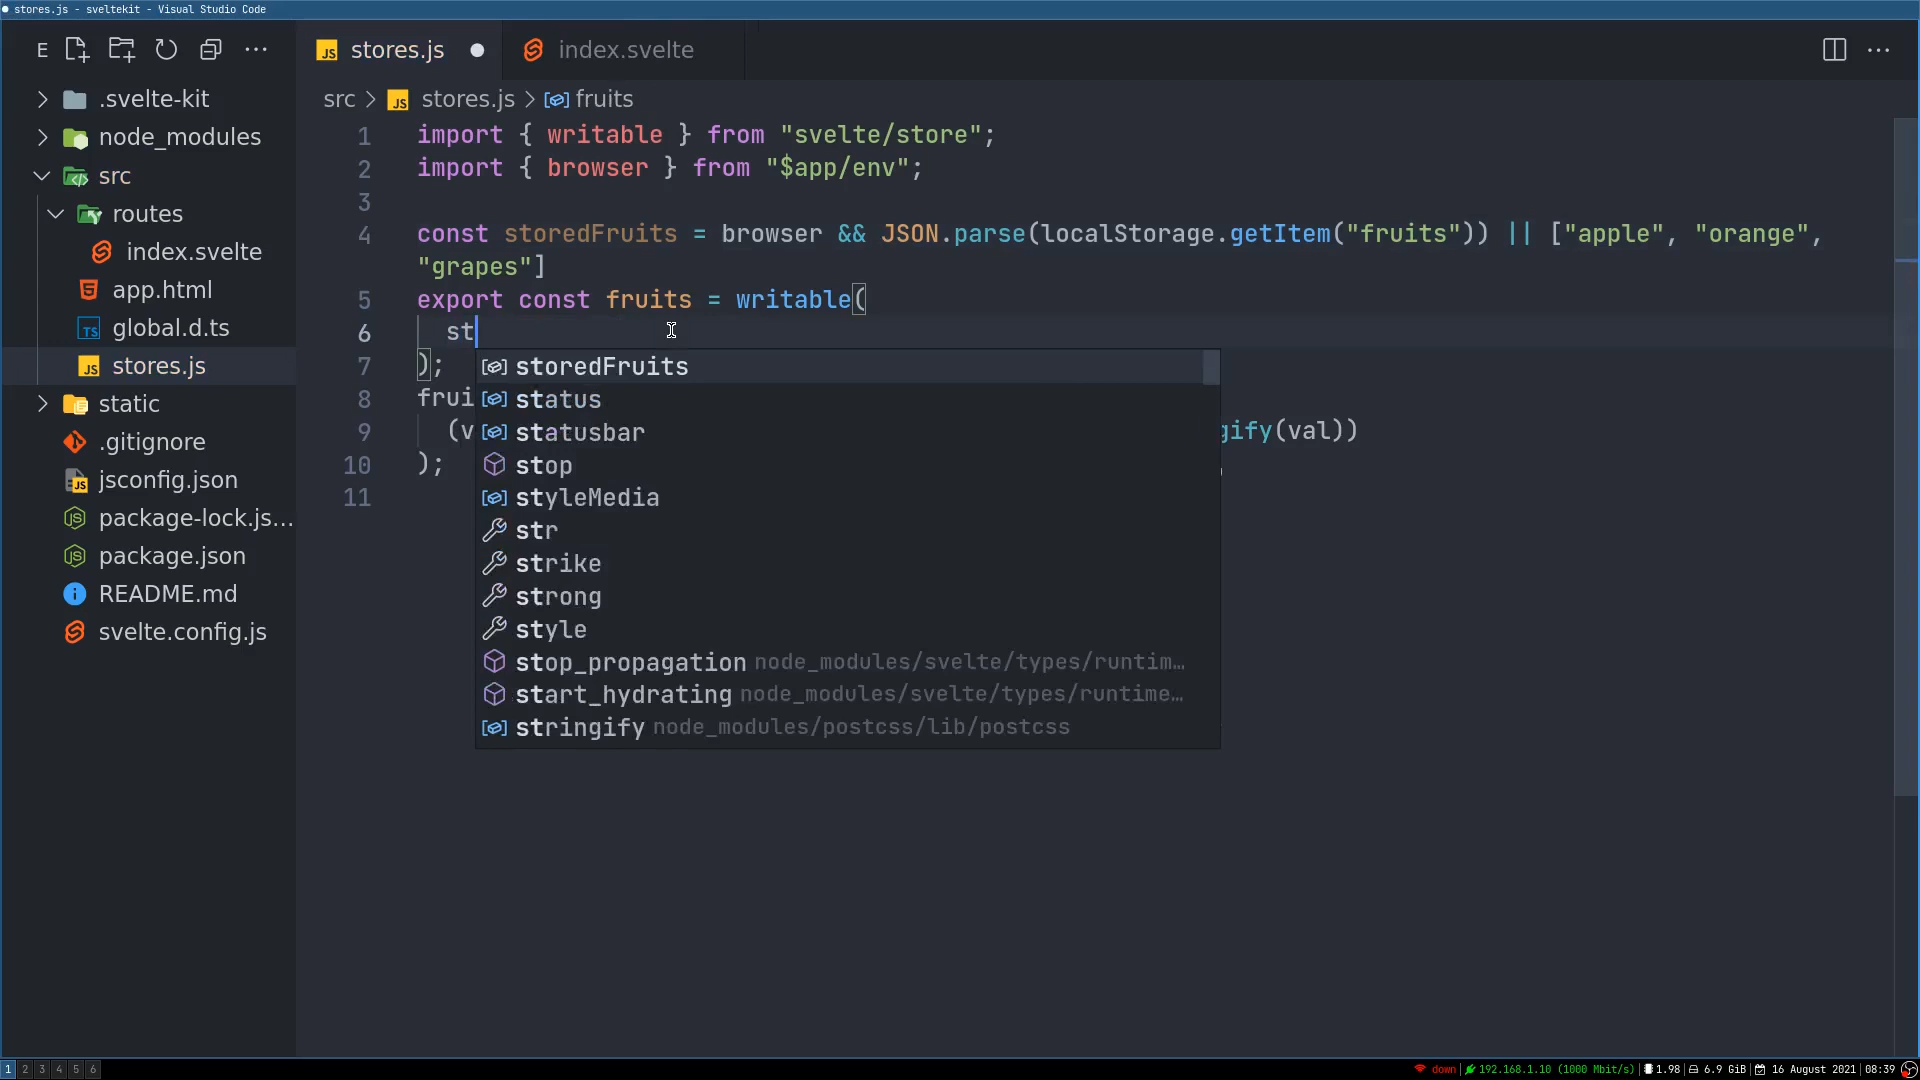 stores.js - sveltekit - Visual Studio Code
E
stores.js
index.svelte
.svelte-kit
node_modules
src
routes
index.svelte
app.html
global.d.ts
stores.js
static
.gitignore
jsconfig.json
package-lock.js...
package.json
README.md
svelte.config.js
src > JS stores.js > fruits
1 import { writable } from "svelte/store";
2 import { browser } from "$app/env";
3
4 const storedFruits = browser && JSON.parse(localStorage.getItem("fruits")) || ["apple", "orange",
"grapes"]
5 export const fruits = writable(
6 st
7 );
8 frui
9 (v gify(val))
10 );
11
storedFruits
status
statusbar
stop
styleMedia
str
strike
strong
style
stop_propagation node_modules/svelte/types/runtim…
start_hydrating node_modules/svelte/types/runtime…
stringify node_modules/postcss/lib/postcss
1 2 3 4 5 6
down 192.168.1.10 (1000 Mbit/s) 1.98 6.9 GiB 16 August 2021 08:39